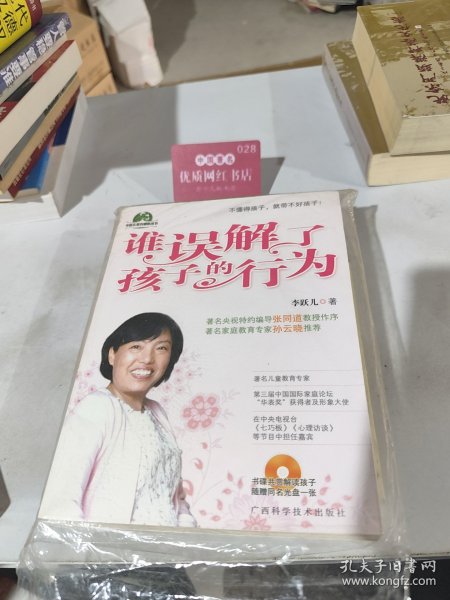 028
中国著名
优质网红书店
不懂得孩子，就带不好孩子！
谁误解了
孩子的行为
李跃儿 著
著名央视特约编导张同道教授作序
著名家庭教育专家孙云晓推荐
著名儿童教育专家
第三届中国国际家庭论坛
“华表奖”获得者及形象大使
在中央电视台
《七巧板》《心理访谈》
等节目中担任嘉宾
书碟共赏解读孩子
随赠同名光盘一张
广西科学技术出版社
孔夫子旧书网
www.kongfz.com